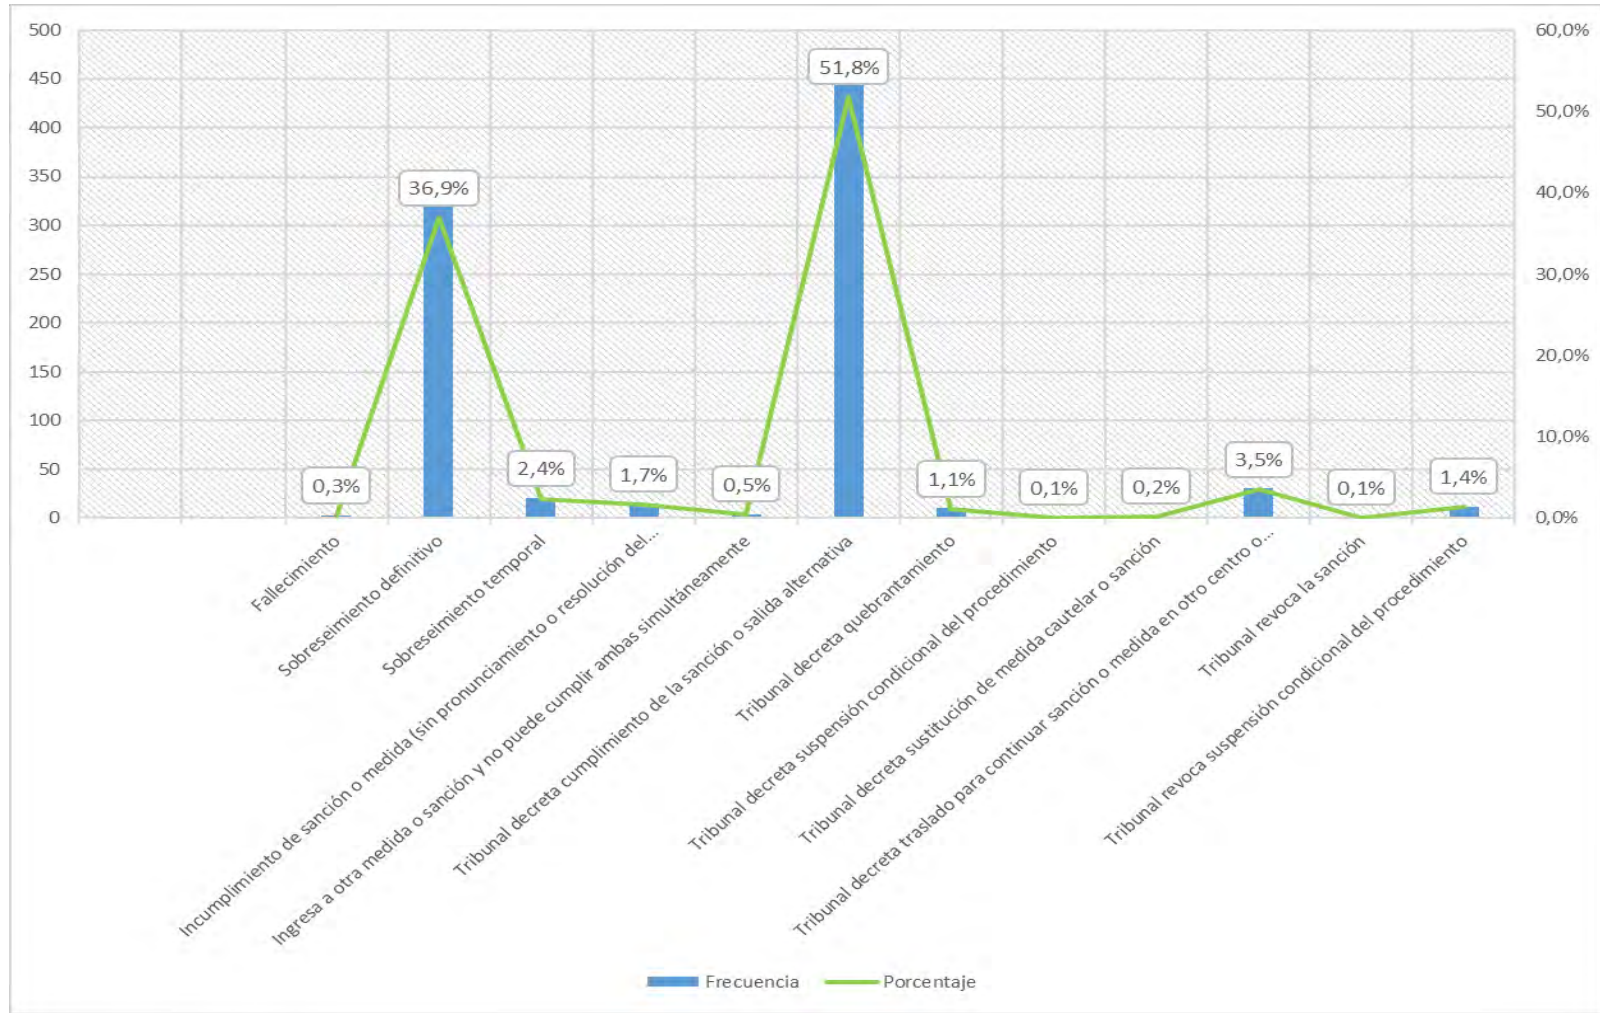 500
450
400
350
300
250
200
150
100
50
0
60,0%
50,0%
40,0%
30,0%
20,0%
10,0%
0,0%
0,3%
36,9%
2,4%
1,7%
0,5%
51,8%
1,1%
0,1%
0,2%
3,5%
0,1%
1,4%
Fallecimiento
Sobreseimiento definitivo
Sobreseimiento temporal
Incumplimiento de sanción o medida (sin pronunciamiento o resolución del...
Ingresa a otra medida o sanción y no puede cumplir ambas simultáneamente
Tribunal decreta cumplimiento de la sanción o salida alternativa
Tribunal decreta quebrantamiento
Tribunal decreta suspensión condicional del procedimiento
Tribunal decreta sustitución de medida cautelar o sanción
Tribunal decreta traslado para continuar sanción o medida en otro centro o...
Tribunal revoca la sanción
Tribunal revoca suspensión condicional del procedimiento
Frecuencia
Porcentaje